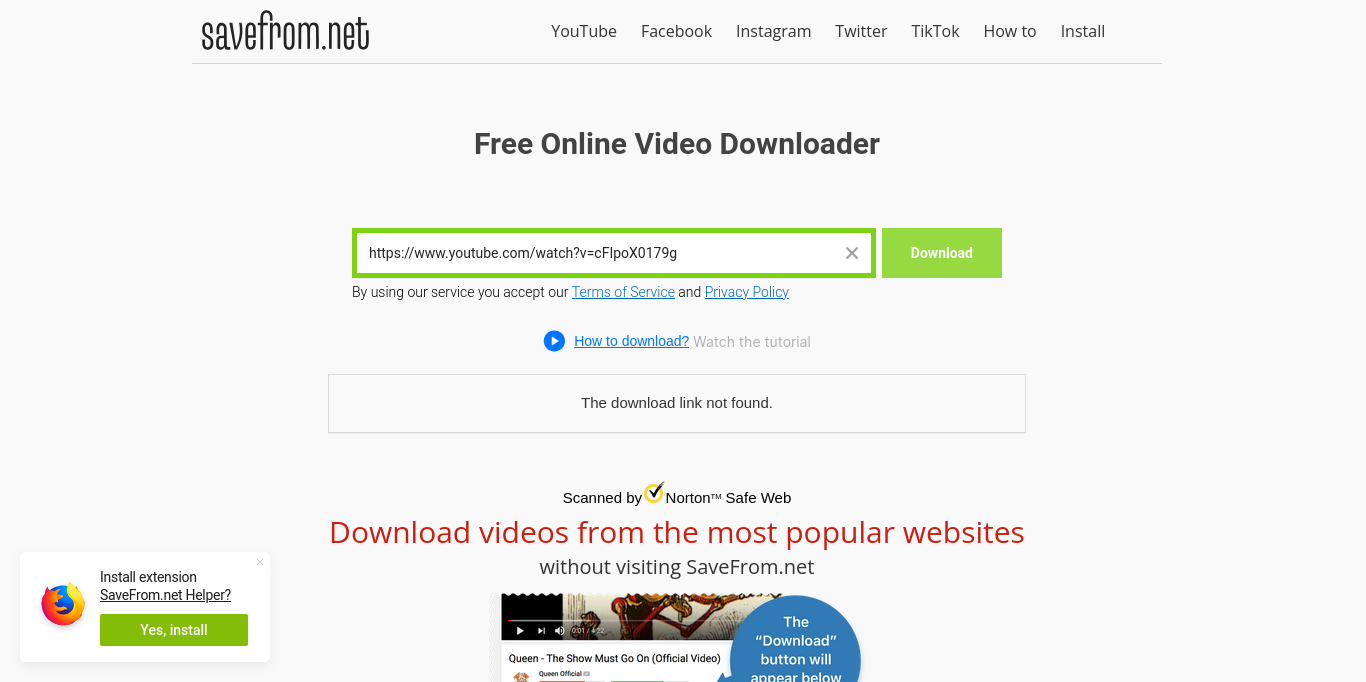 savefrom.net
YouTube Facebook Instagram Twitter TikTok How to Install
Free Online Video Downloader
https://www.youtube.com/watch?v=cFIpoX0179g
Download
By using our service you accept our Terms of Service and Privacy Policy
How to download? Watch the tutorial
The download link not found.
Scanned by Norton™ Safe Web
Download videos from the most popular websites
without visiting SaveFrom.net
Install extension
SaveFrom.net Helper?
Yes, install
0:01 / 4:22
The
“Download”
button will
appear below
Queen - The Show Must Go On (Official Video)
Queen Official